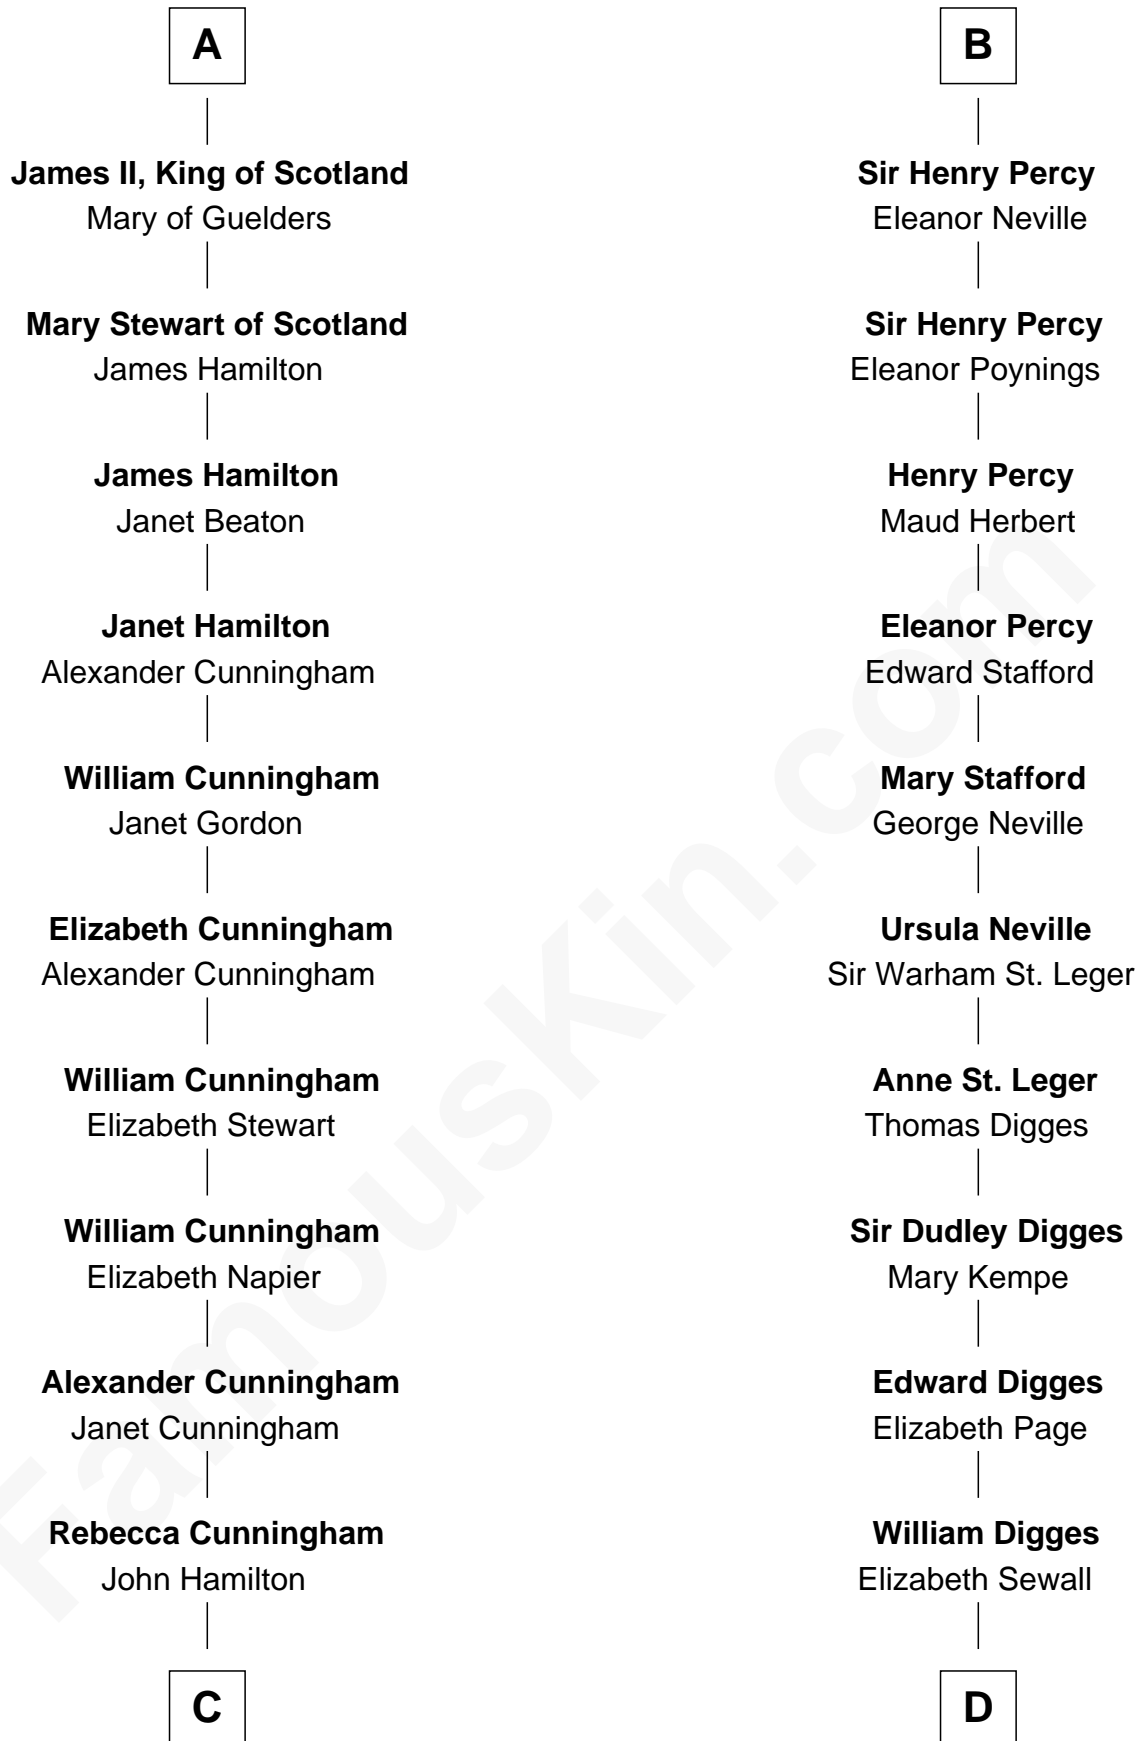 A
James II, King of Scotland
Mary of Guelders
Mary Stewart of Scotland
James Hamilton
James Hamilton
Janet Beaton
Janet Hamilton
Alexander Cunningham
William Cunningham
Janet Gordon
Elizabeth Cunningham
Alexander Cunningham
William Cunningham
Elizabeth Stewart
William Cunningham
Elizabeth Napier
Alexander Cunningham
Janet Cunningham
Rebecca Cunningham
John Hamilton
C
B
Sir Henry Percy
Eleanor Neville
Sir Henry Percy
Eleanor Poynings
Henry Percy
Maud Herbert
Eleanor Percy
Edward Stafford
Mary Stafford
George Neville
Ursula Neville
Sir Warham St. Leger
Anne St. Leger
Thomas Digges
Sir Dudley Digges
Mary Kempe
Edward Digges
Elizabeth Page
William Digges
Elizabeth Sewall
D
FamousKin.com